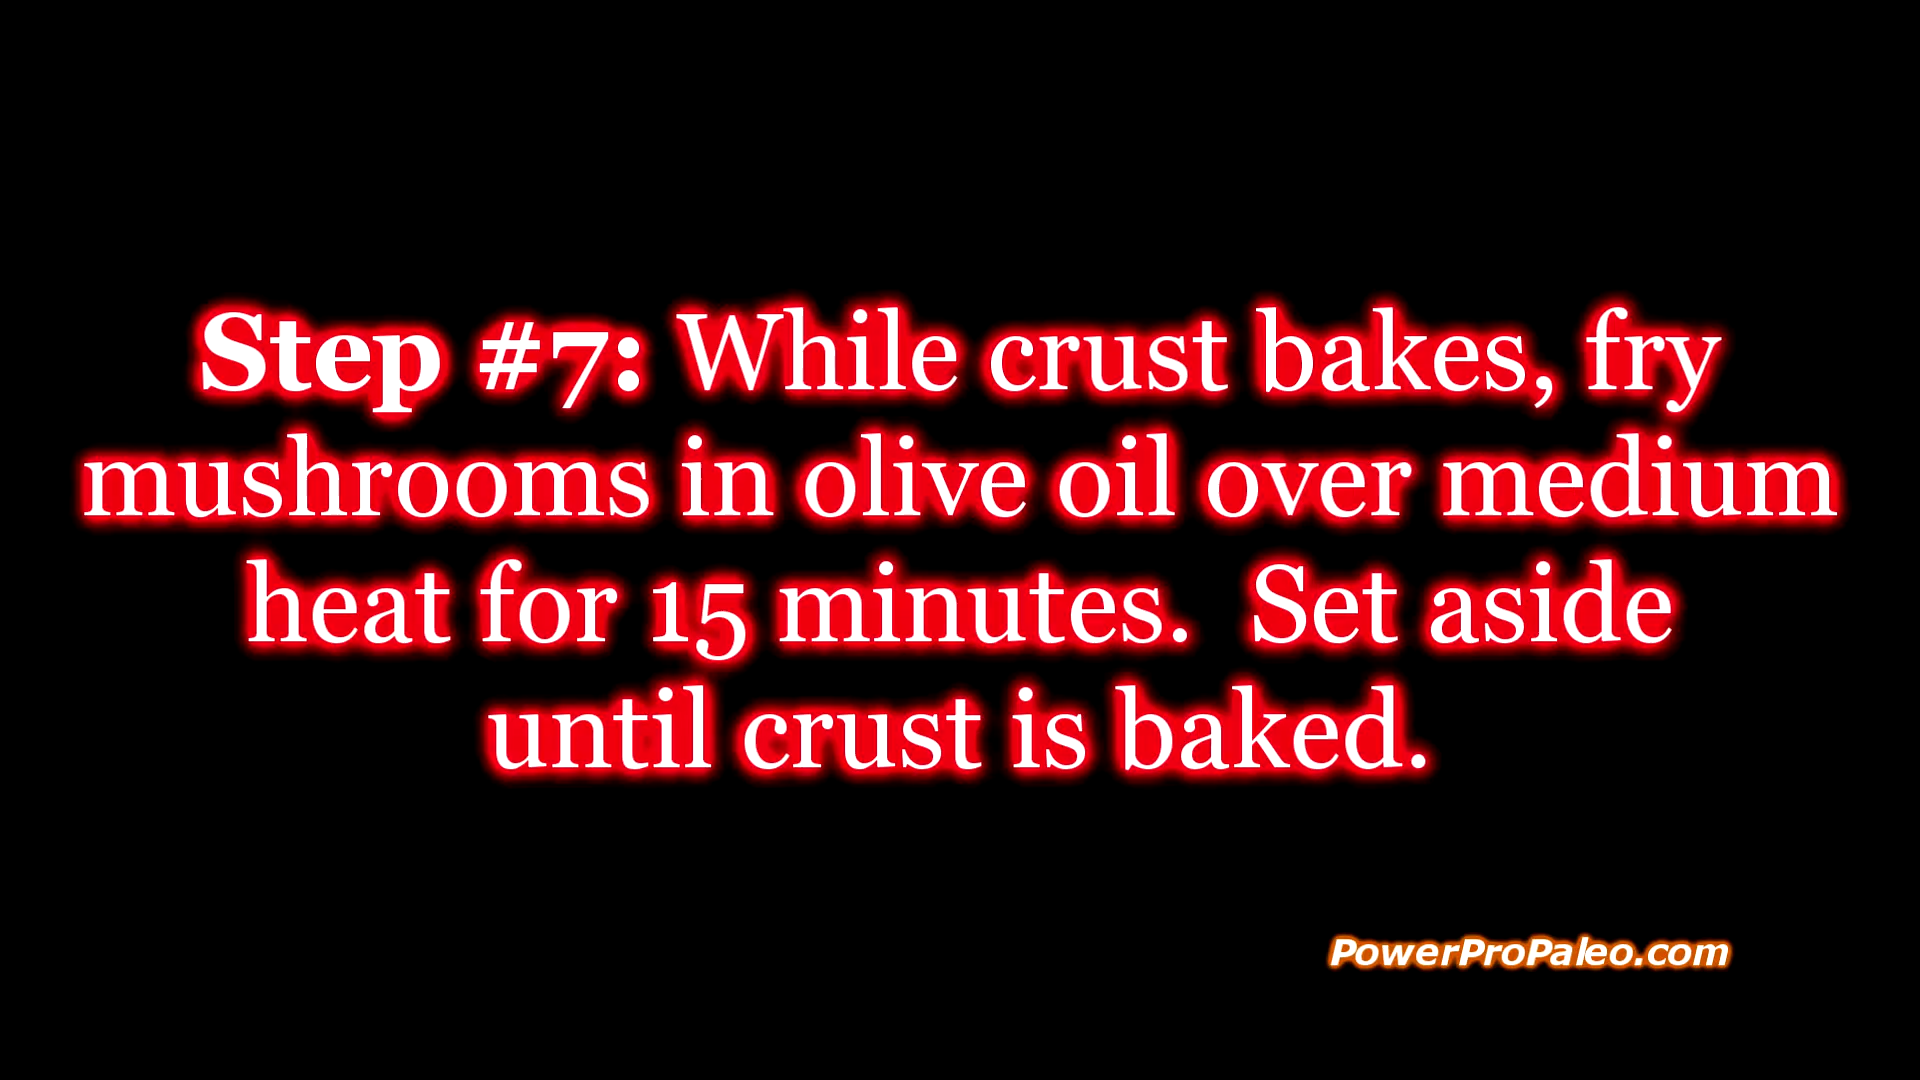 Step #7: While crust bakes, fry
mushrooms in olive oil over medium
heat for 15 minutes.  Set aside
until crust is baked.
PowerProPaleo.com